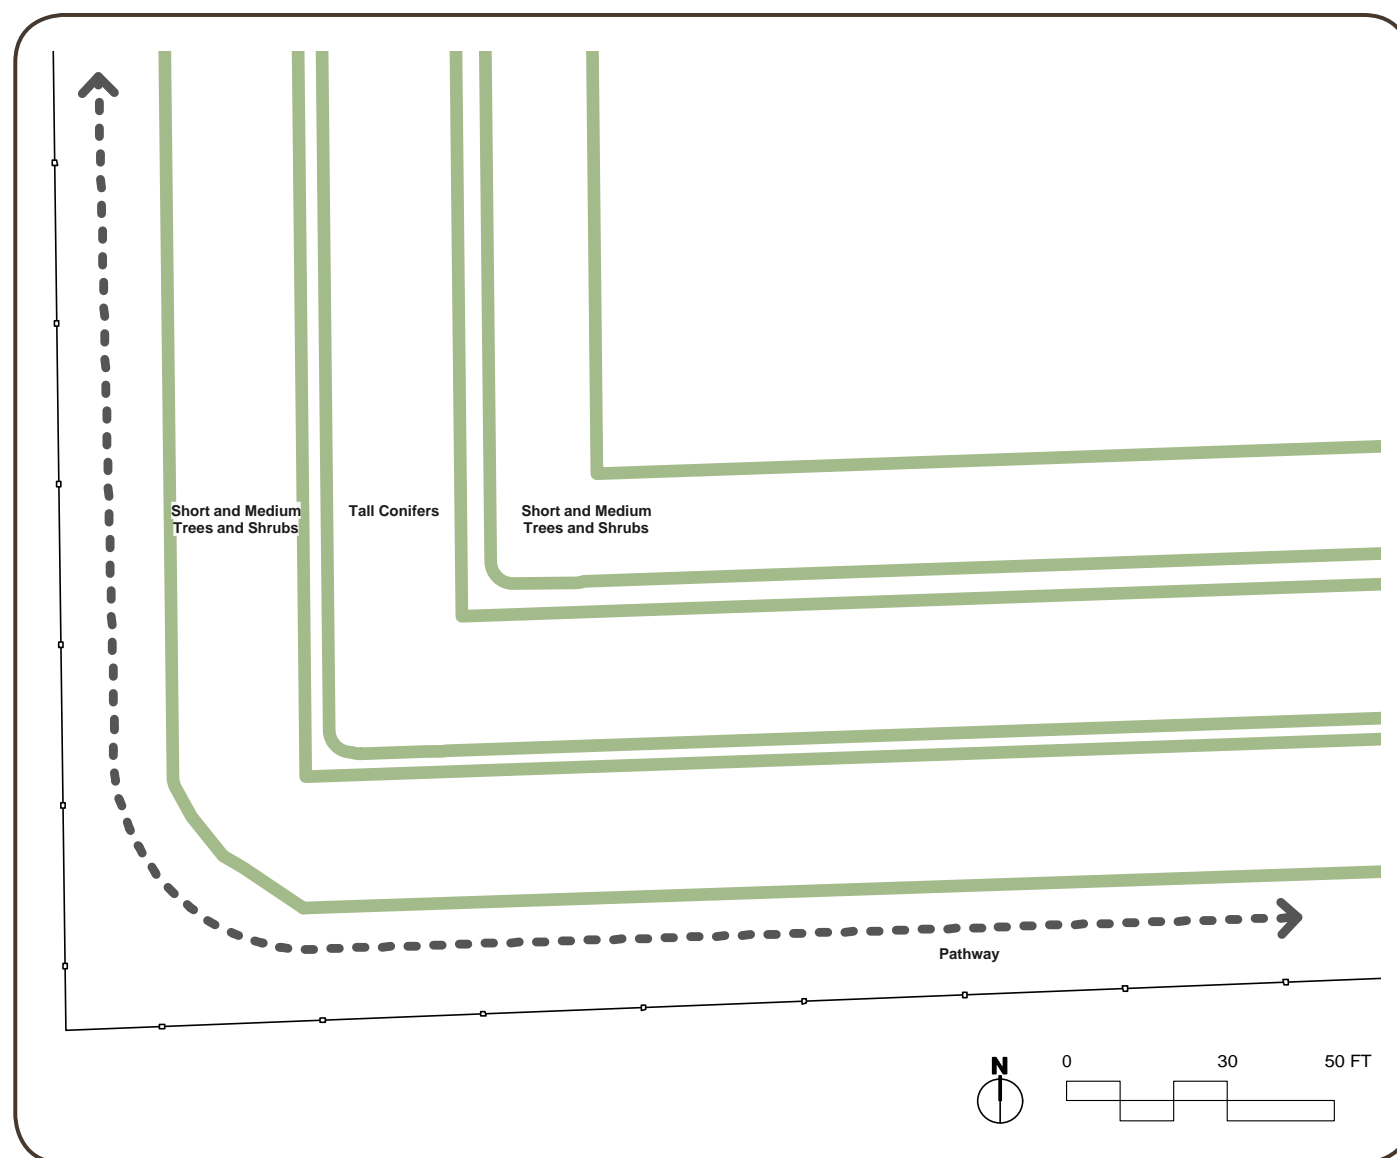 Short and Medium
Trees and Shrubs
Tall Conifers
Short and Medium
Trees and Shrubs
Pathway
N
0 30 50 FT